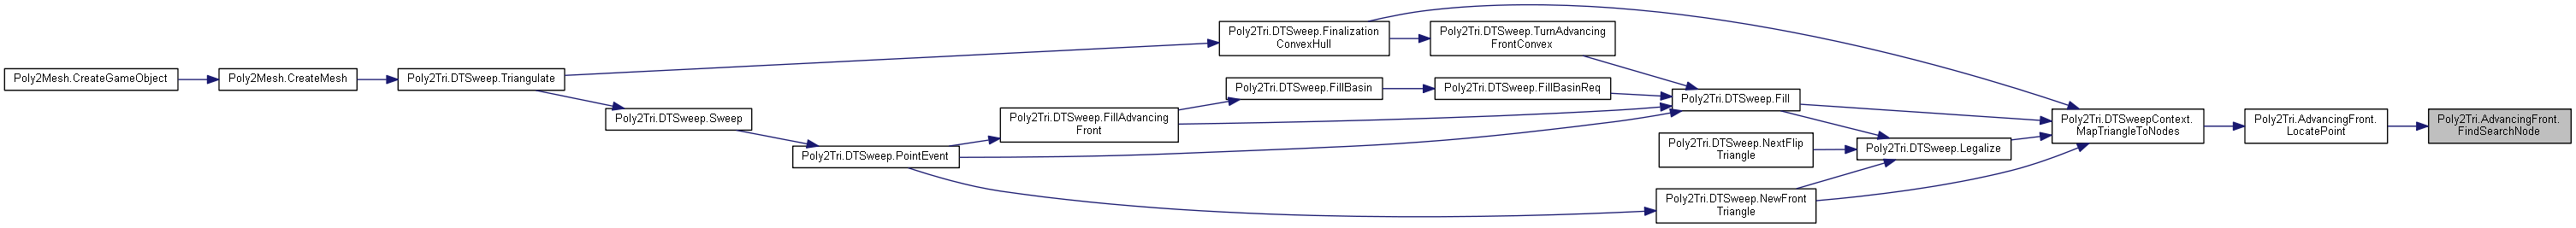 Poly2Mesh.CreateGameObject
Poly2Mesh.CreateMesh
Poly2Tri.DTSweep.Triangulate
Poly2Tri.DTSweep.Finalization
ConvexHull
Poly2Tri.DTSweep.TurnAdvancing
FrontConvex
Poly2Tri.DTSweep.Sweep
Poly2Tri.DTSweep.PointEvent
Poly2Tri.DTSweep.FillAdvancing
Front
Poly2Tri.DTSweep.FillBasin
Poly2Tri.DTSweep.FillBasinReq
Poly2Tri.DTSweep.Fill
Poly2Tri.DTSweep.NextFlip
Triangle
Poly2Tri.DTSweep.Legalize
Poly2Tri.DTSweep.NewFront
Triangle
Poly2Tri.DTSweepContext.
MapTriangleToNodes
Poly2Tri.AdvancingFront.
LocatePoint
Poly2Tri.AdvancingFront.
FindSearchNode